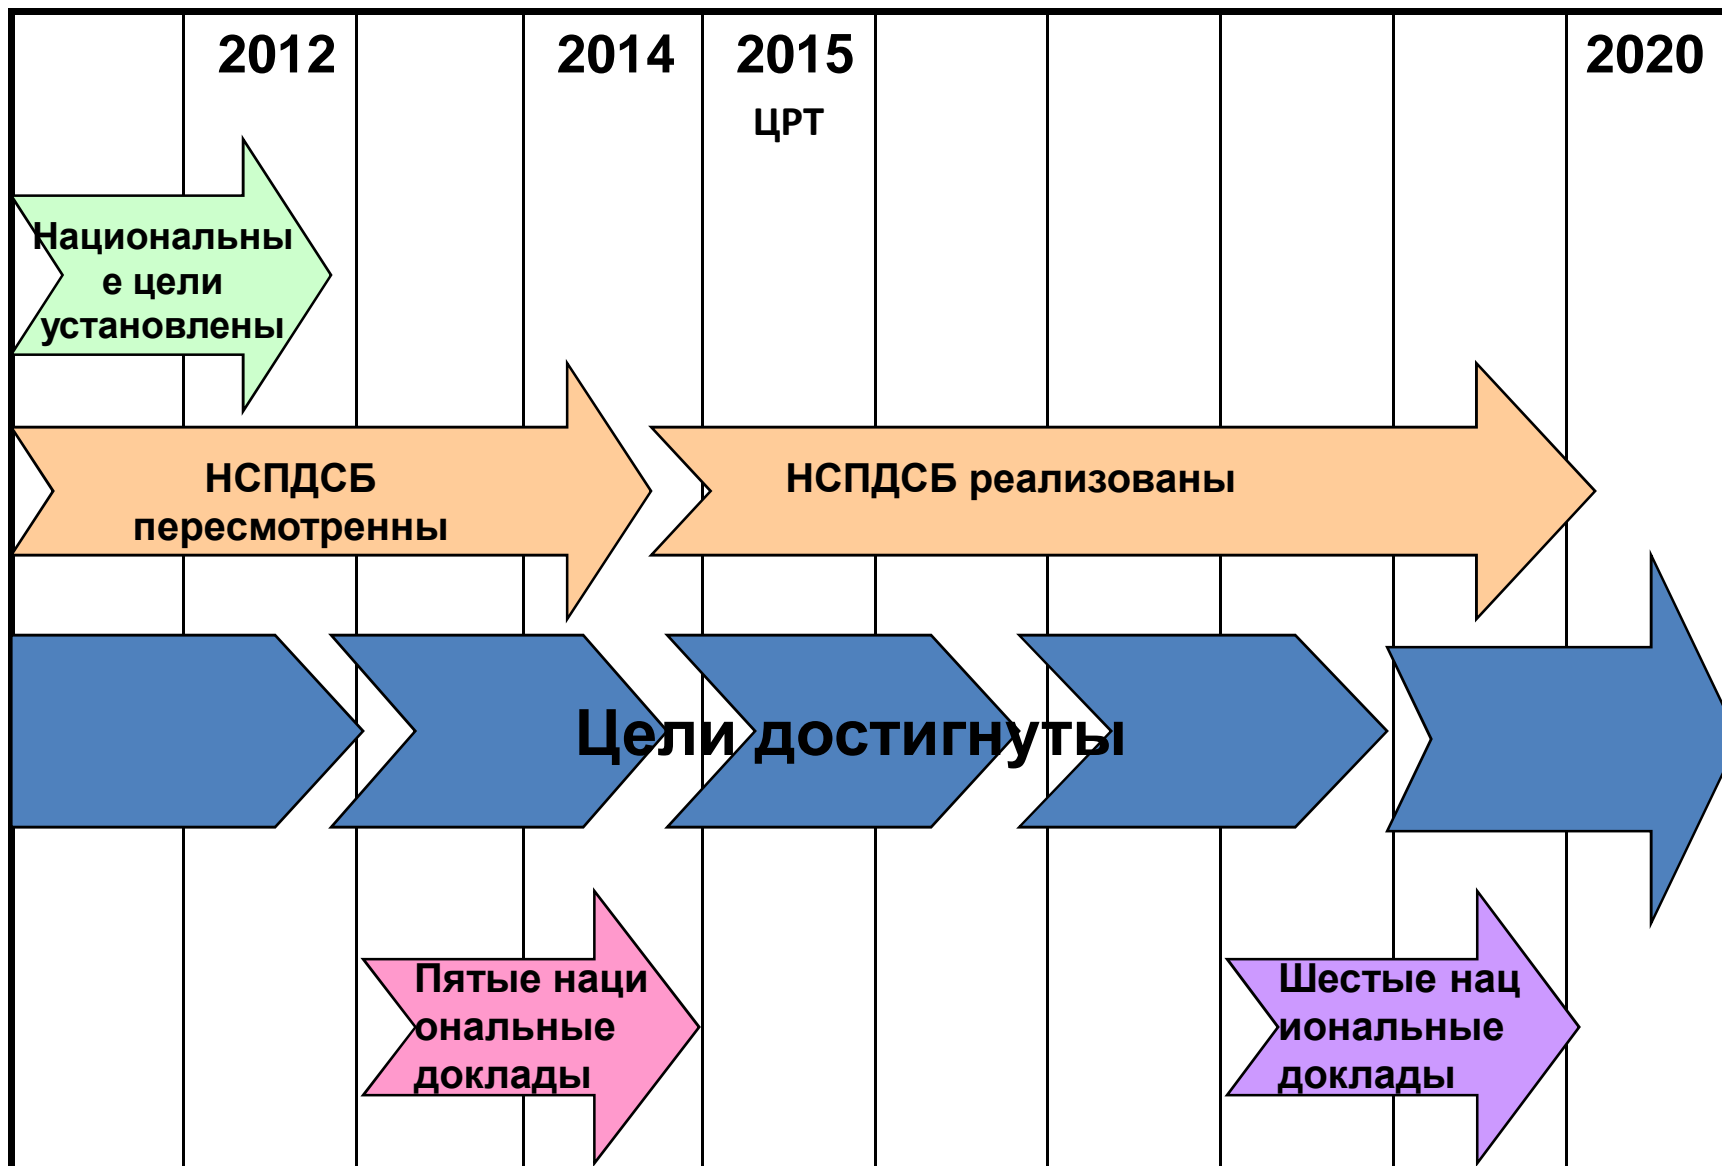 2012 2014 2015 2020
ЦРТ
Национальны
е цели
установлены
НСПДСБ
пересмотренны
НСПДСБ реализованы
Цели достигнуты
Пятые наци
ональные
доклады
Шестые нац
иональные
доклады